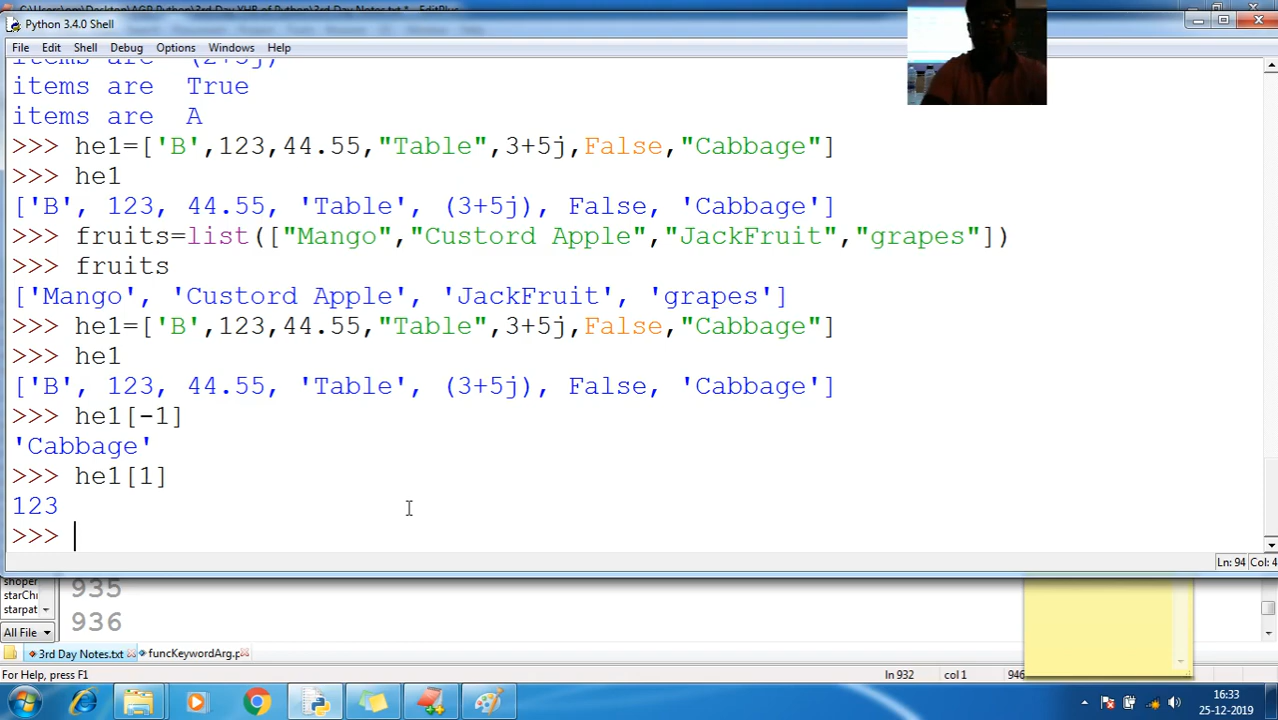 Python 3.4.0 Shell
File Edit Shell Debug Options Windows Help
items are (2+5j)
items are  True
items are  A
>>> he1=['B',123,44.55,"Table",3+5j,False,"Cabbage"]
>>> he1
['B', 123, 44.55, 'Table', (3+5j), False, 'Cabbage']
>>> fruits=list(["Mango","Custord Apple","JackFruit","grapes"])
>>> fruits
['Mango', 'Custord Apple', 'JackFruit', 'grapes']
>>> he1=['B',123,44.55,"Table",3+5j,False,"Cabbage"]
>>> he1
['B', 123, 44.55, 'Table', (3+5j), False, 'Cabbage']
>>> he1[-1]
'Cabbage'
>>> he1[1]
123
>>>
Ln: 94 Col: 4
shoper
935
starCh
starpat
936
All File
3rd Day Notes.txt funcKeywordArg.p
For Help, press F1 ln 932 col 1 946
16:33
25-12-2019